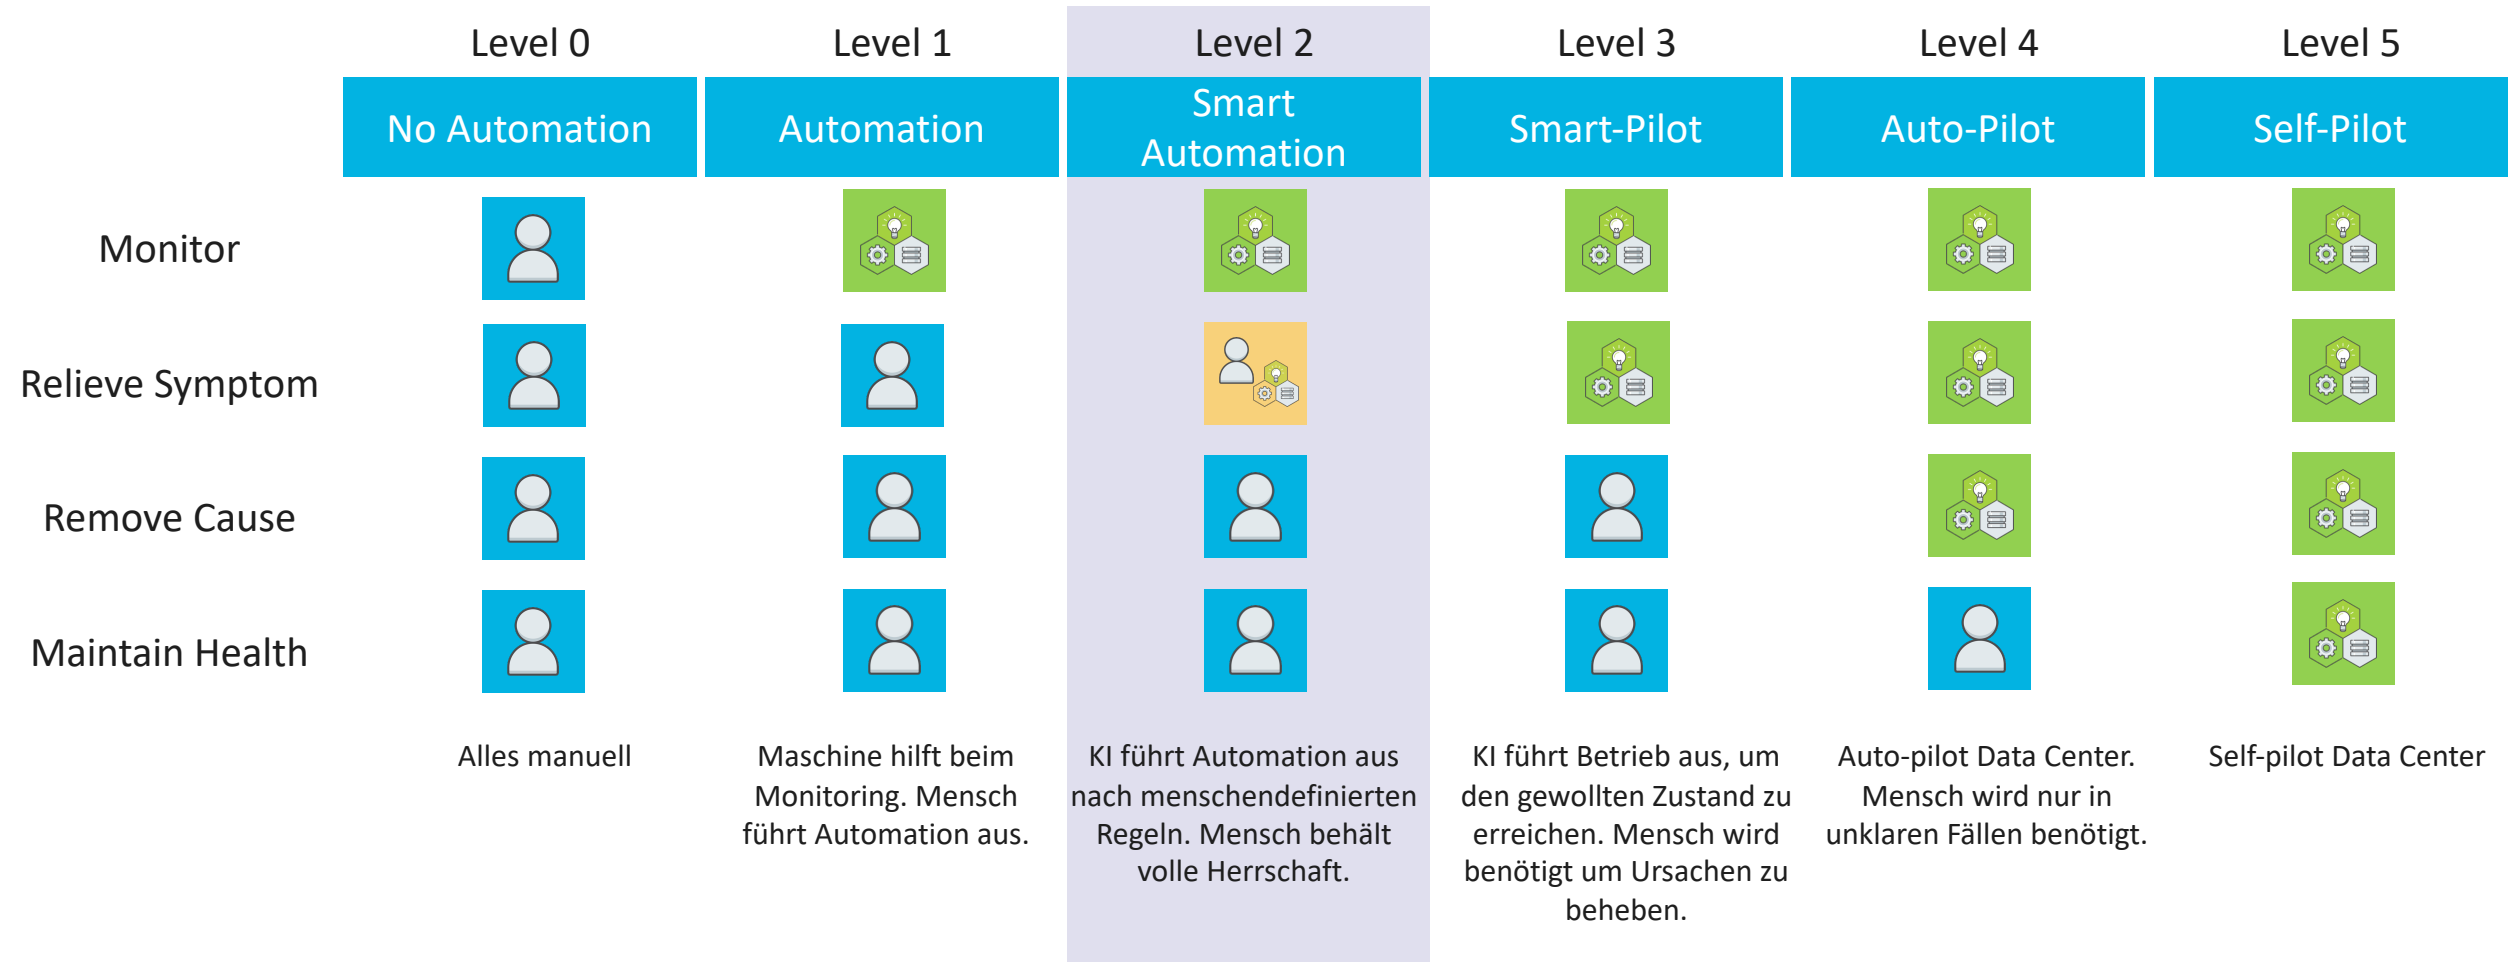 Level 0
Level 1
Level 2
Level 3
Level 4
Level 5
No Automation
Automation
Smart
Automation
Smart-Pilot
Auto-Pilot
Self-Pilot
Monitor
Relieve Symptom
Remove Cause
Maintain Health
Alles manuell
Maschine hilft beim
Monitoring. Mensch
führt Automation aus.
KI führt Automation aus
nach menschendefinierten
Regeln. Mensch behält
volle Herrschaft.
KI führt Betrieb aus, um
den gewollten Zustand zu
erreichen. Mensch wird
benötigt um Ursachen zu
beheben.
Auto-pilot Data Center.
Mensch wird nur in
unklaren Fällen benötigt.
Self-pilot Data Center